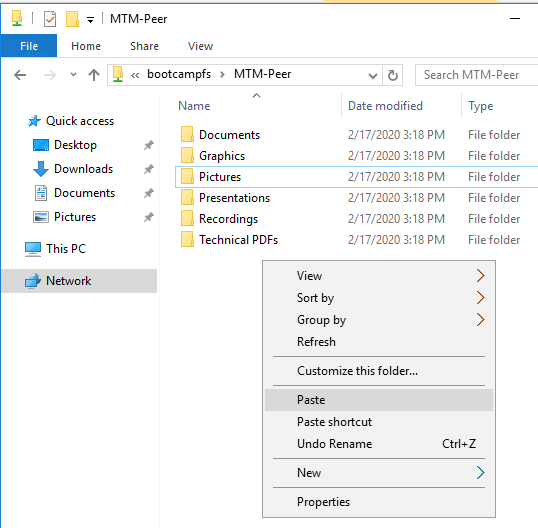 MTM-Peer
File Home Share View
« bootcampfs > MTM-Peer Search MTM-Peer
Name Date modified Type
Quick access
Desktop
Downloads
Documents
Pictures
This PC
Network
Documents 2/17/2020 3:18 PM File folder
Graphics 2/17/2020 3:18 PM File folder
Pictures 2/17/2020 3:18 PM File folder
Presentations 2/17/2020 3:18 PM File folder
Recordings 2/17/2020 3:18 PM File folder
Technical PDFs 2/17/2020 3:18 PM File folder
View
Sort by
Group by
Refresh
Customize this folder...
Paste
Paste shortcut
Undo Rename Ctrl+Z
New
Properties